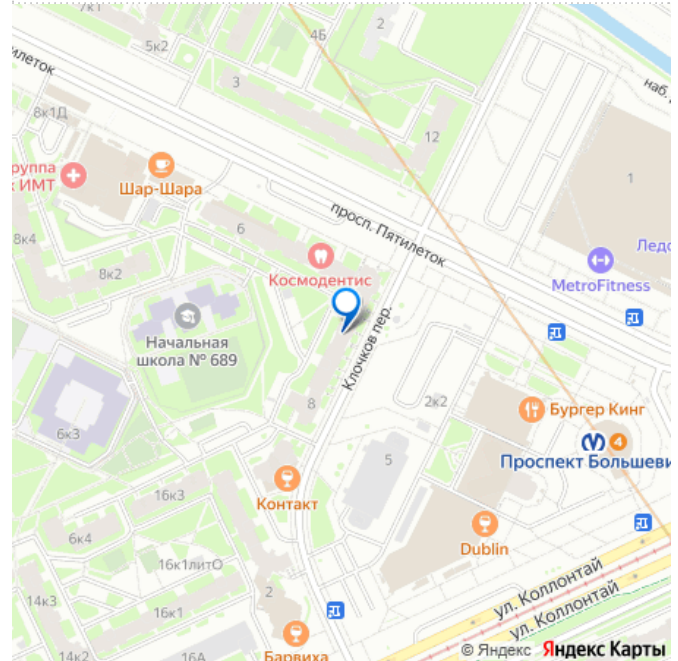 7к1
5к2
4Б
2
3
12
наб.
8к1Д
тилеток
руппа
к ИМТ
Шар-Шара
1
просп. Пятилеток
6
8к4
8к2
Космодентис
Ледо
MetroFitness
Начальная
школа № 689
Клочков пер.
8
2к2
Бургер Кинг
6к3
4
Проспект Большеви
5
16к3
Контакт
6к4
Dublin
16к1литО
ул. Коллонтай
2
14к3
16к1
ул. Коллонтай
14к2
16А
Барвиха
© Яндекс Яндекс Карты